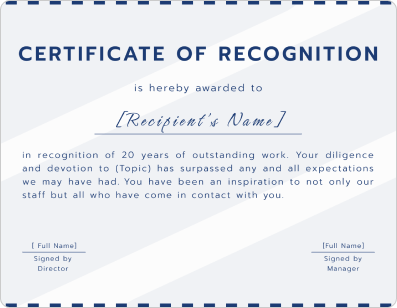 CERTIFICATE OF RECOGNITION
is hereby awarded to
[Recipient's Name]
in recognition of 20 years of outstanding work. Your diligence
and devotion to (Topic) has surpassed any and all expectations
we may have had. You have been an inspiration to not only our
staff but all who have come in contact with you.
[ Full Name]
Signed by
Director
[Full Name]
Signed by
Manager